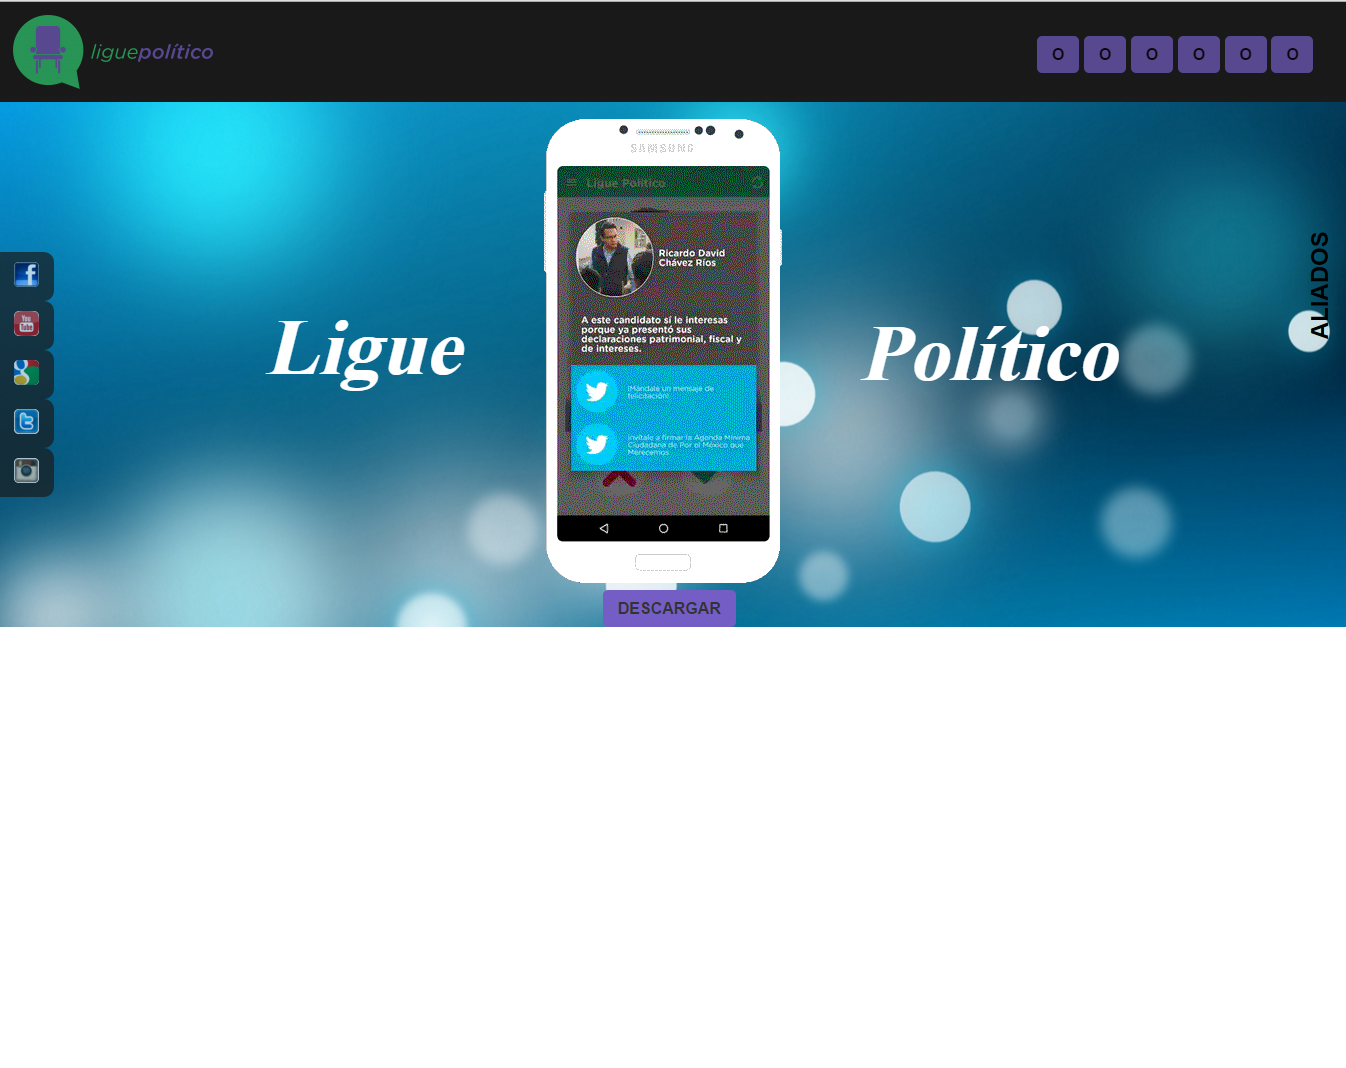 liguepolítico
O O O O O O
SAMSUNG
Ligue Político
Ricardo David
Chávez Ríos
A este candidato sí le interesas
porque ya presentó sus
declaraciones patrimonial, fiscal y
de intereses.
¡Mándale un mensaje de
felicitación!
Invítale a firmar la Agenda Mínima
Ciudadana de Por el México que
Merecemos
Ligue
Político
ALIADOS
You
Tube
DESCARGAR